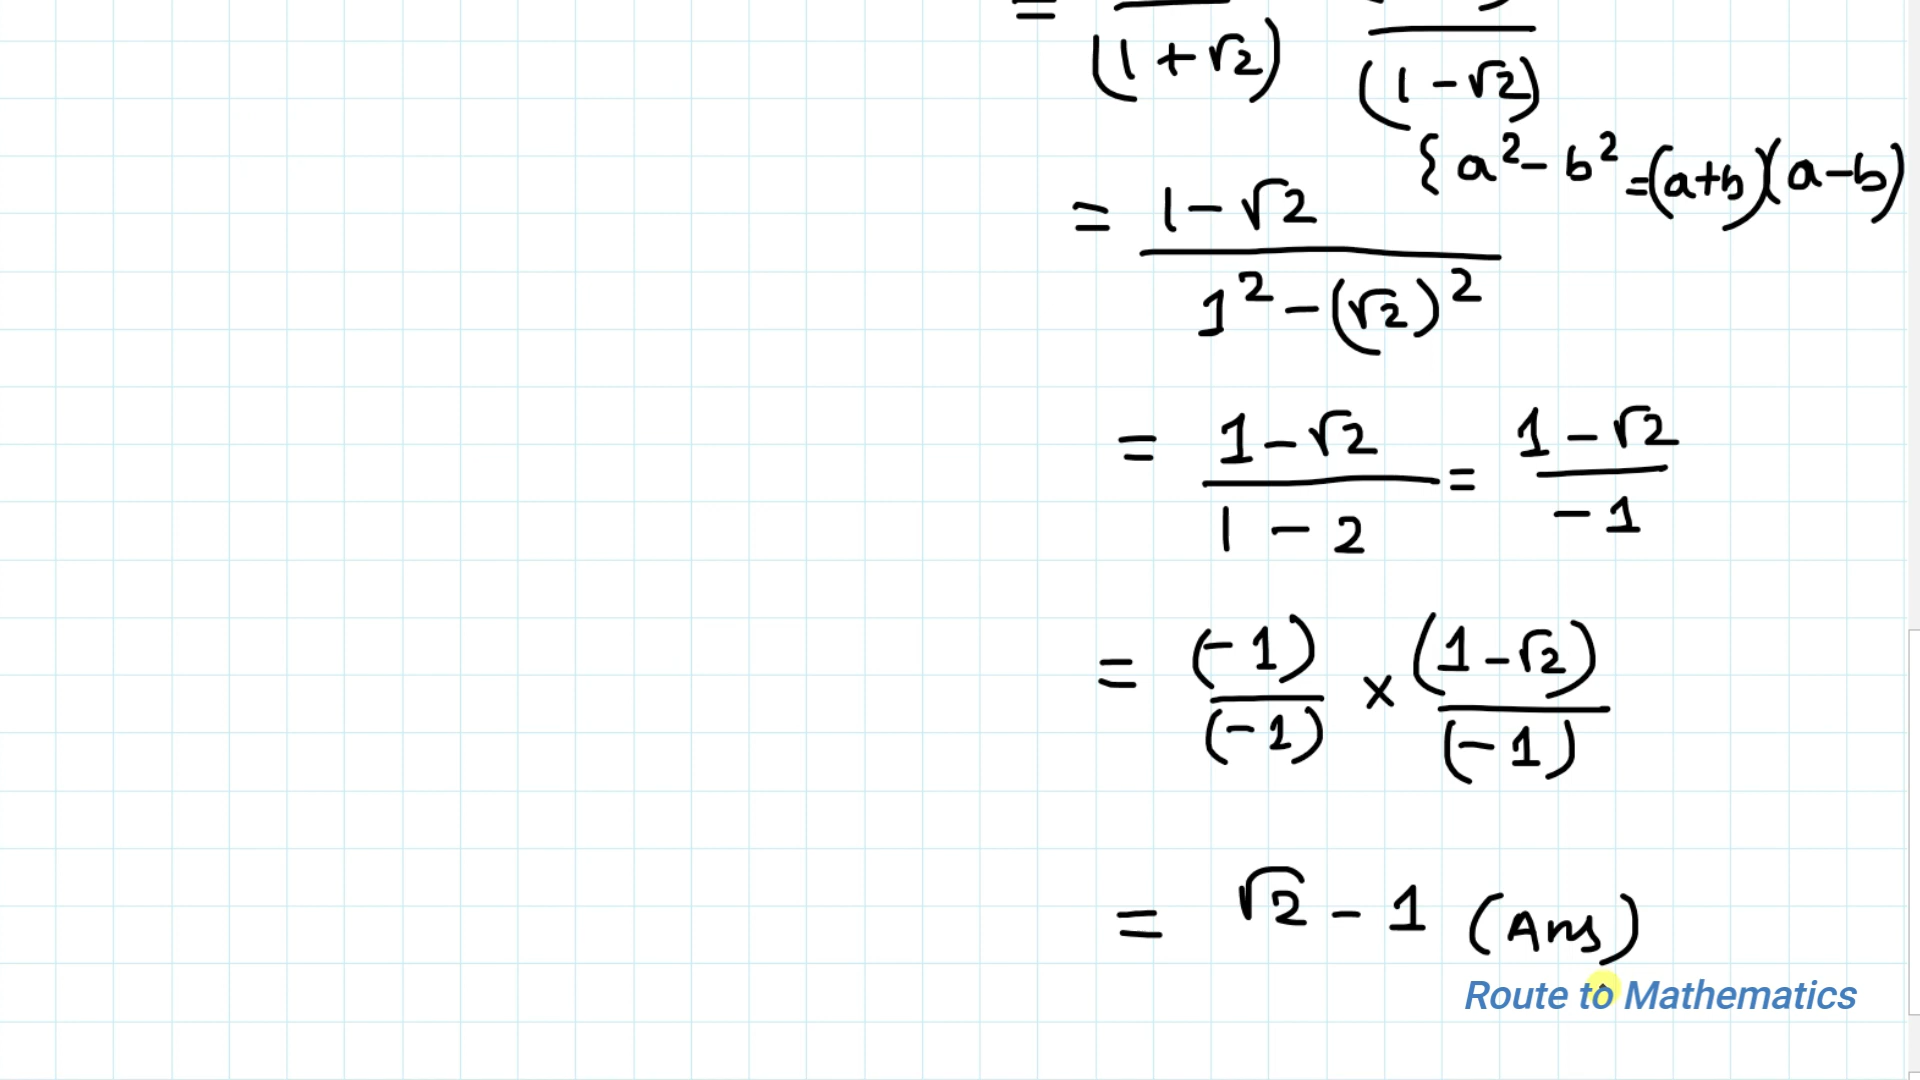 =
(1+√2) (1-√2)
{ a²-b²=(a+b)(a-b)
= 1-√2
1²-(√2)²
= 1-√2 = 1-√2
1-2 -1
= (-1) × (1-√2)
(-1) (-1)
= √2 - 1 (Ans)
Route to Mathematics